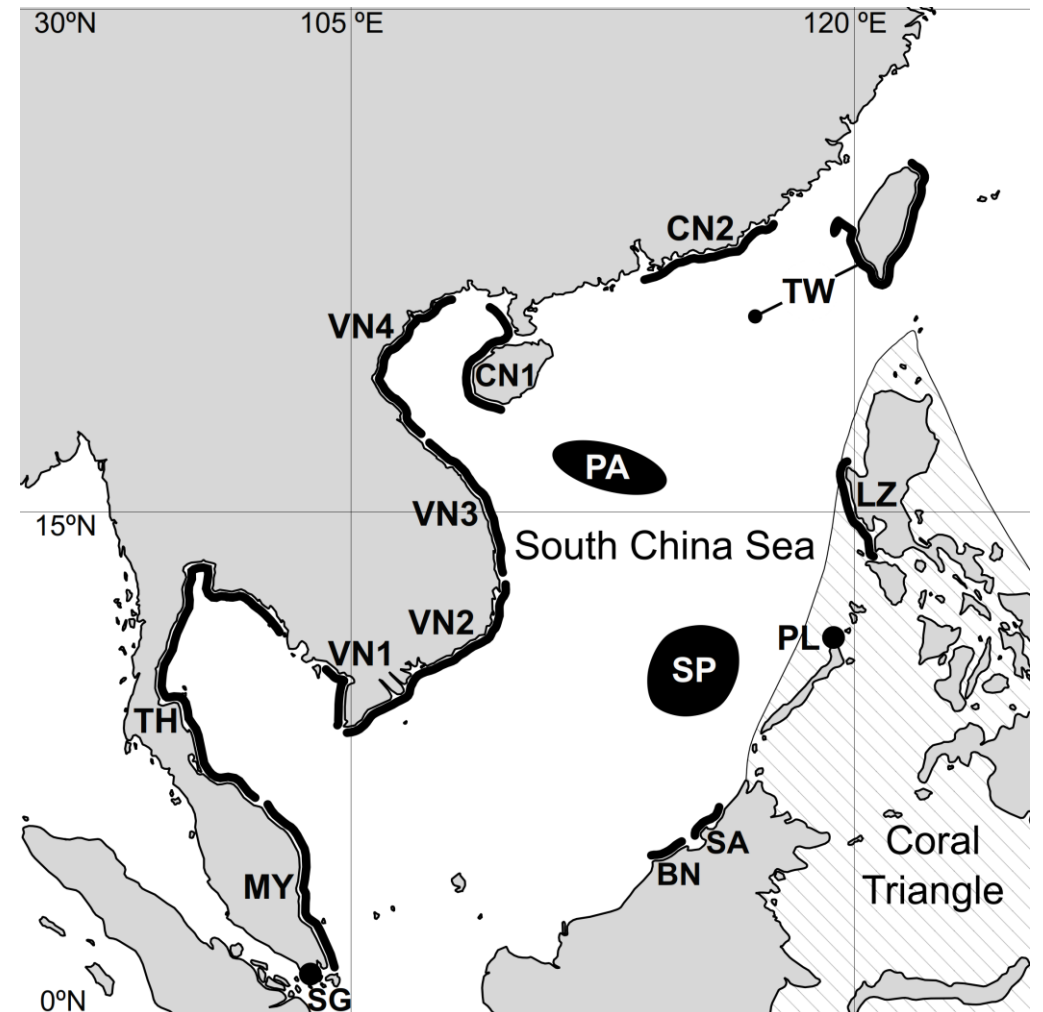 30ºN
105 ºE
120 ºE
CN2
TW
VN4
CN1
PA
LZ
15ºN
VN3
South China Sea
VN2
PL
VN1
SP
TH
SA
Coral
Triangle
BN
MY
SG
0ºN